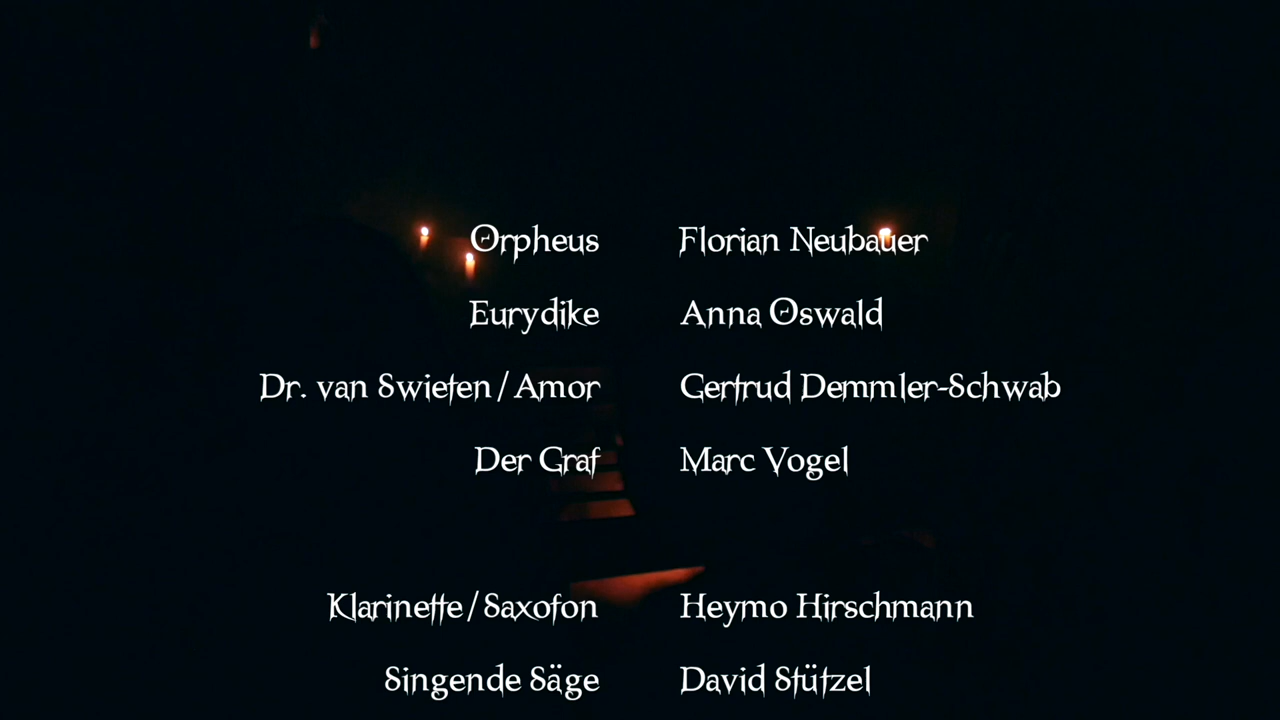 Orpheus Florian Neubauer
Eurydike Anna Oswald
Dr. van Swieten/Amor Gertrud Demmler-Schwab
Der Graf Marc Vogel
Klarinette/Saxofon Heymo Hirschmann
Singende Säge David Stützel